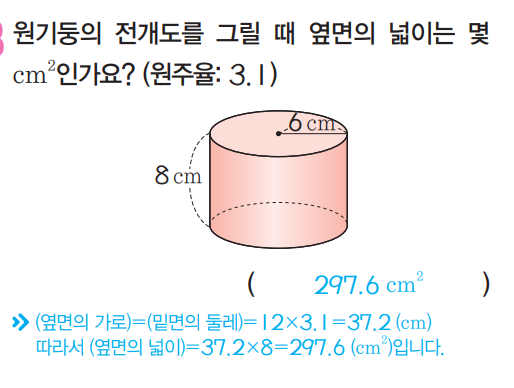 원기둥의 전개도를 그릴 때 옆면의 넓이는 몇
cm²인가요? (원주율: 3.1)
6 cm
8 cm
( 297.6 cm² )
» (옆면의 가로)=(밑면의 둘레)=12×3.1=37.2 (cm)
따라서 (옆면의 넓이)=37.2×8=297.6 (cm²)입니다.